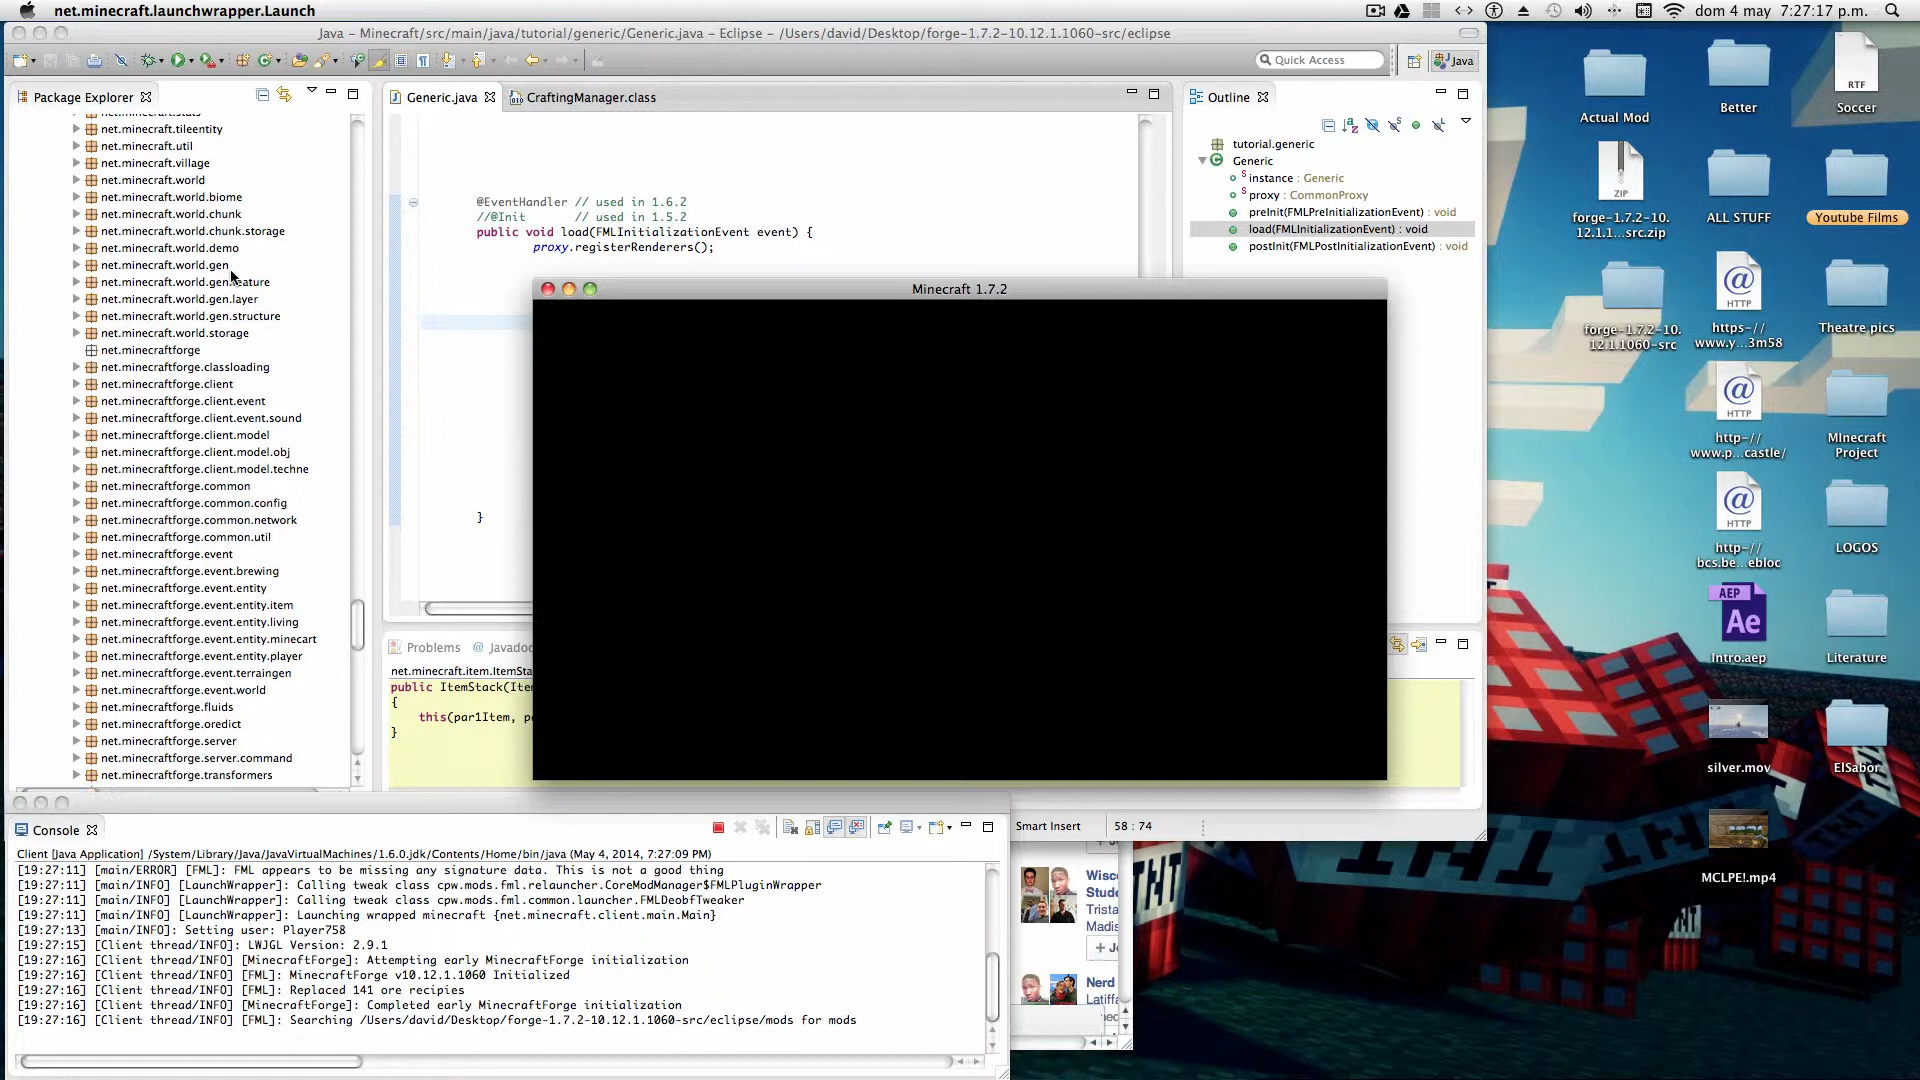 net.minecraft.launchwrapper.Launch
dom 4 may 7:27:17 p.m.
Java – Minecraft/src/main/java/tutorial/generic/Generic.java – Eclipse – /Users/david/Desktop/forge-1.7.2-10.12.1.1060-src/eclipse
Quick Access
Java
Package Explorer
net.minecraft.stats
net.minecraft.tileentity
net.minecraft.util
net.minecraft.village
net.minecraft.world
net.minecraft.world.biome
net.minecraft.world.chunk
net.minecraft.world.chunk.storage
net.minecraft.world.demo
net.minecraft.world.gen
net.minecraft.world.gen.feature
net.minecraft.world.gen.layer
net.minecraft.world.gen.structure
net.minecraft.world.storage
net.minecraftforge
net.minecraftforge.classloading
net.minecraftforge.client
net.minecraftforge.client.event
net.minecraftforge.client.event.sound
net.minecraftforge.client.model
net.minecraftforge.client.model.obj
net.minecraftforge.client.model.techne
net.minecraftforge.common
net.minecraftforge.common.config
net.minecraftforge.common.network
net.minecraftforge.common.util
net.minecraftforge.event
net.minecraftforge.event.brewing
net.minecraftforge.event.entity
net.minecraftforge.event.entity.item
net.minecraftforge.event.entity.living
net.minecraftforge.event.entity.minecart
net.minecraftforge.event.entity.player
net.minecraftforge.event.terraingen
net.minecraftforge.event.world
net.minecraftforge.fluids
net.minecraftforge.oredict
net.minecraftforge.server
net.minecraftforge.server.command
net.minecraftforge.transformers
Generic.java
CraftingManager.class
@EventHandler // used in 1.6.2
//@Init // used in 1.5.2
public void load(FMLInitializationEvent event) {
proxy.registerRenderers();
}
Outline
tutorial.generic
Generic
instance : Generic
proxy : CommonProxy
preInit(FMLPreInitializationEvent) : void
load(FMLInitializationEvent) : void
postInit(FMLPostInitializationEvent) : void
Minecraft 1.7.2
Problems
@ Javadoc
net.minecraft.item.ItemSta
public ItemStack(Ite
{
this(par1Item, p
}
Smart Insert
58 : 74
Console
Client [Java Application] /System/Library/Java/JavaVirtualMachines/1.6.0.jdk/Contents/Home/bin/java (May 4, 2014, 7:27:09 PM)
[19:27:11] [main/ERROR] [FML]: FML appears to be missing any signature data. This is not a good thing
[19:27:11] [main/INFO] [LaunchWrapper]: Calling tweak class cpw.mods.fml.relauncher.CoreModManager$FMLPluginWrapper
[19:27:11] [main/INFO] [LaunchWrapper]: Calling tweak class cpw.mods.fml.common.launcher.FMLDeobfTweaker
[19:27:11] [main/INFO] [LaunchWrapper]: Launching wrapped minecraft {net.minecraft.client.main.Main}
[19:27:13] [main/INFO]: Setting user: Player758
[19:27:15] [Client thread/INFO]: LWJGL Version: 2.9.1
[19:27:16] [Client thread/INFO] [MinecraftForge]: Attempting early MinecraftForge initialization
[19:27:16] [Client thread/INFO] [FML]: MinecraftForge v10.12.1.1060 Initialized
[19:27:16] [Client thread/INFO] [FML]: Replaced 141 ore recipies
[19:27:16] [Client thread/INFO] [MinecraftForge]: Completed early MinecraftForge initialization
[19:27:16] [Client thread/INFO] [FML]: Searching /Users/david/Desktop/forge-1.7.2-10.12.1.1060-src/eclipse/mods for mods
Wisc
Stude
Trista
Madis
+ Jo
Nerd
Latiffa
Actual Mod
Better
RTF
Soccer
ZIP
forge-1.7.2-10.
12.1.1...src.zip
ALL STUFF
Youtube Films
forge-1.7.2-10.
12.1.1060-src
HTTP
https-//
www.y...3m58
Theatre pics
HTTP
http-//
www.p...castle/
MInecraft
Project
HTTP
http-//
bcs.be...ebloc
LOGOS
AEP
Ae
Intro.aep
Literature
silver.mov
ElSabor
MCLPE!.mp4
TNT